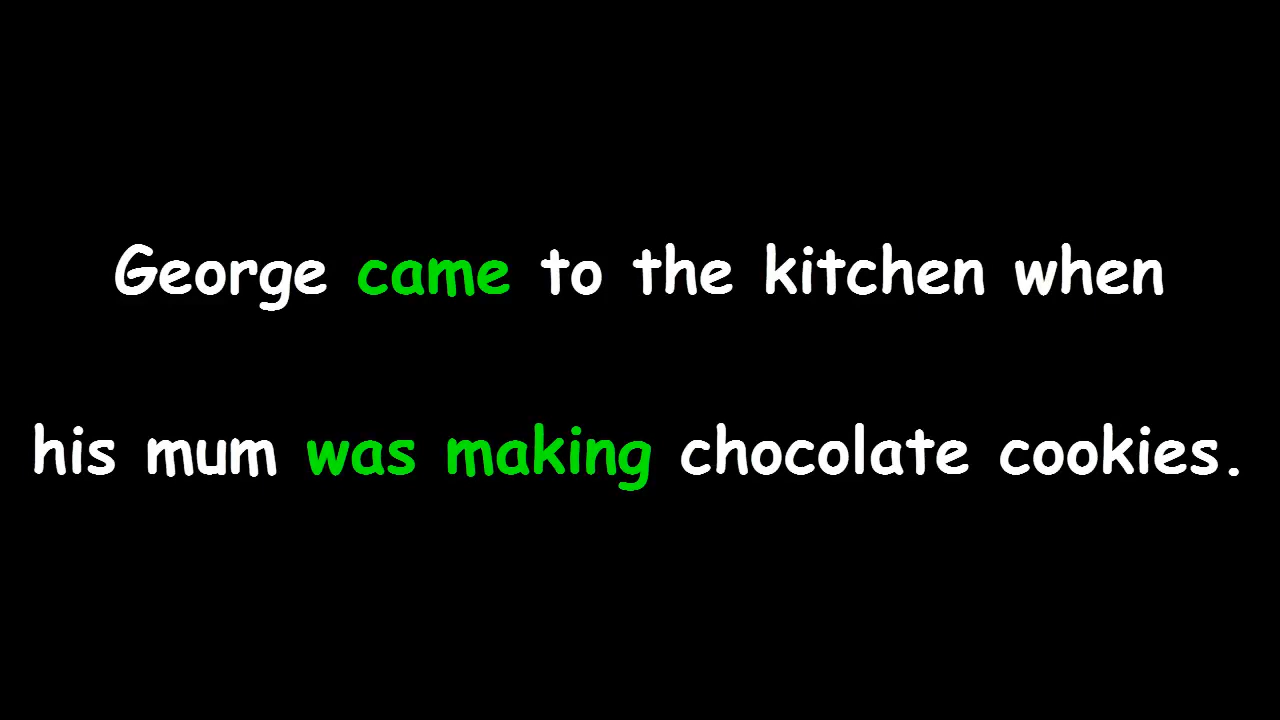 George came to the kitchen when
his mum was making chocolate cookies.